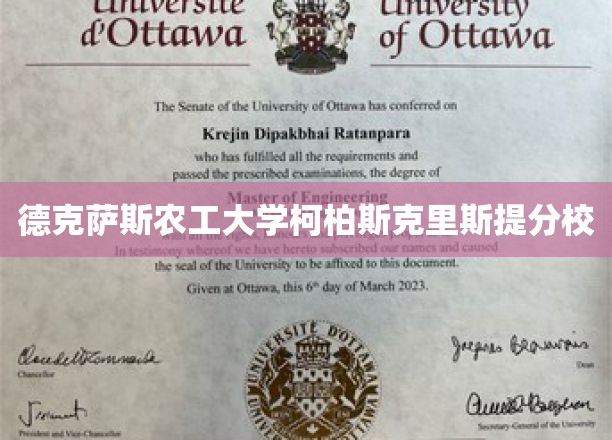 Université
d'Ottawa
University
of Ottawa
The Senate of the University of Ottawa has conferred on
Krejin Dipakbhai Ratanpara
who has fulfilled all the requirements and
passed the prescribed examinations, the degree of
Master of Engineering
德克萨斯农工大学柯柏斯克里斯提分校
In testimony whereof we have hereto subscribed our names and caused
the seal of the University to be affixed to this document.
Given at Ottawa, this 6th day of March 2023.
UNIVERSITÉ D'OTTAWA
Chancellor
Dean
President and Vice-Chancellor
Secretary-General of the University